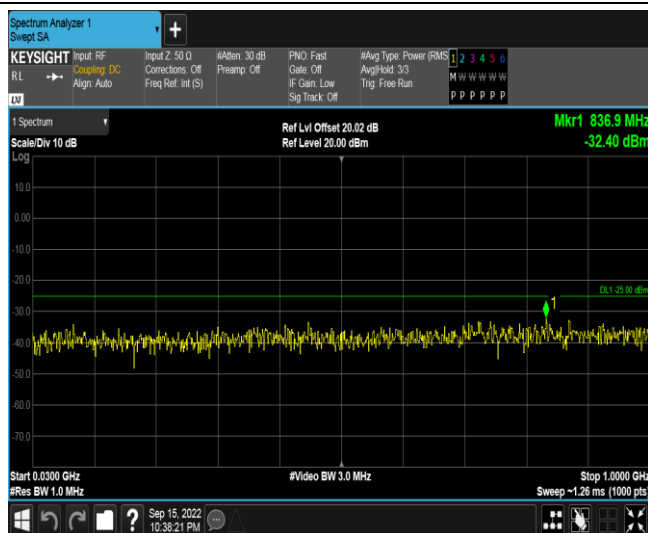 Spectrum Analyzer 1
Swept SA
KEYSIGHT
RL
LXI
Input: RF
Coupling: DC
Align: Auto
Input Z: 50 Ω
Corrections: Off
Freq Ref: Int (S)
#Atten: 30 dB
Preamp: Off
PNO: Fast
Gate: Off
IF Gain: Low
Sig Track: Off
#Avg Type: Power (RMS
Avg|Hold: 3/3
Trig: Free Run
1 2 3 4 5 6
M W W W W W
P P P P P P
1 Spectrum
Scale/Div 10 dB
Log
Ref Lvl Offset 20.02 dB
Ref Level 20.00 dBm
Mkr1 836.9 MHz
-32.40 dBm
10.0
0.00
-10.0
-20.0
DL1 -25.00 dBm
1
-30.0
-40.0
-50.0
-60.0
-70.0
Start 0.0300 GHz
#Res BW 1.0 MHz
#Video BW 3.0 MHz
Stop 1.0000 GHz
Sweep ~1.26 ms (1000 pts)
?
Sep 15, 2022
10:38:21 PM